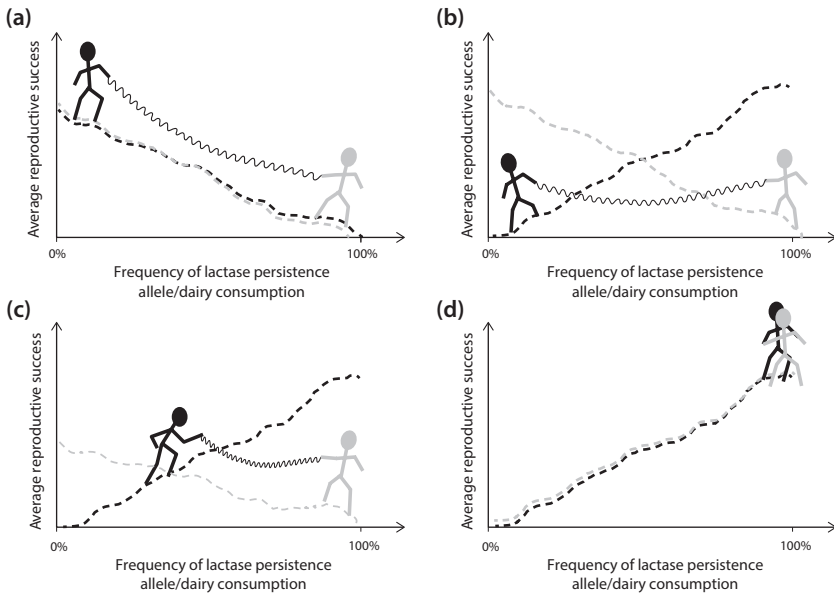 (a)
Average reproductive success
0%
100%
Frequency of lactase persistence
allele/dairy consumption
(b)
Average reproductive success
0%
100%
Frequency of lactase persistence
allele/dairy consumption
(c)
Average reproductive success
0%
100%
Frequency of lactase persistence
allele/dairy consumption
(d)
Average reproductive success
0%
100%
Frequency of lactase persistence
allele/dairy consumption